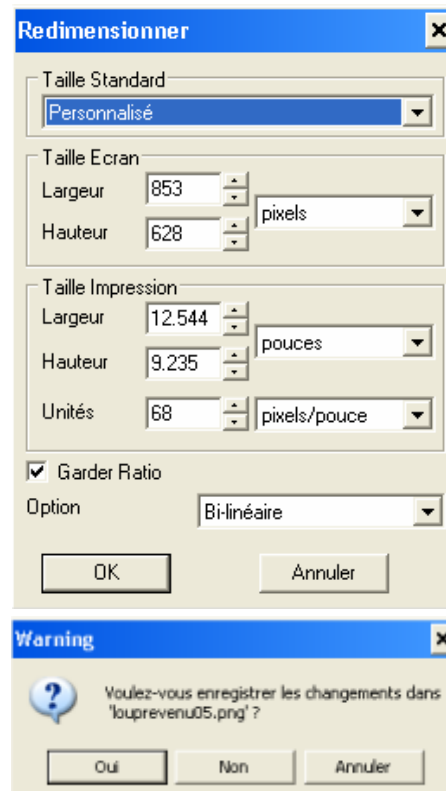 Redimensionner
Taille Standard
Personnalisé
Taille Ecran
Largeur 853
pixels
Hauteur 628
Taille Impression
Largeur 12.544
pouces
Hauteur 9.235
Unités 68 pixels/pouce
Garder Ratio
Option Bi-linéaire
OK Annuler
Warning
Voulez-vous enregistrer les changements dans
'louprevenu05.png' ?
Oui Non Annuler